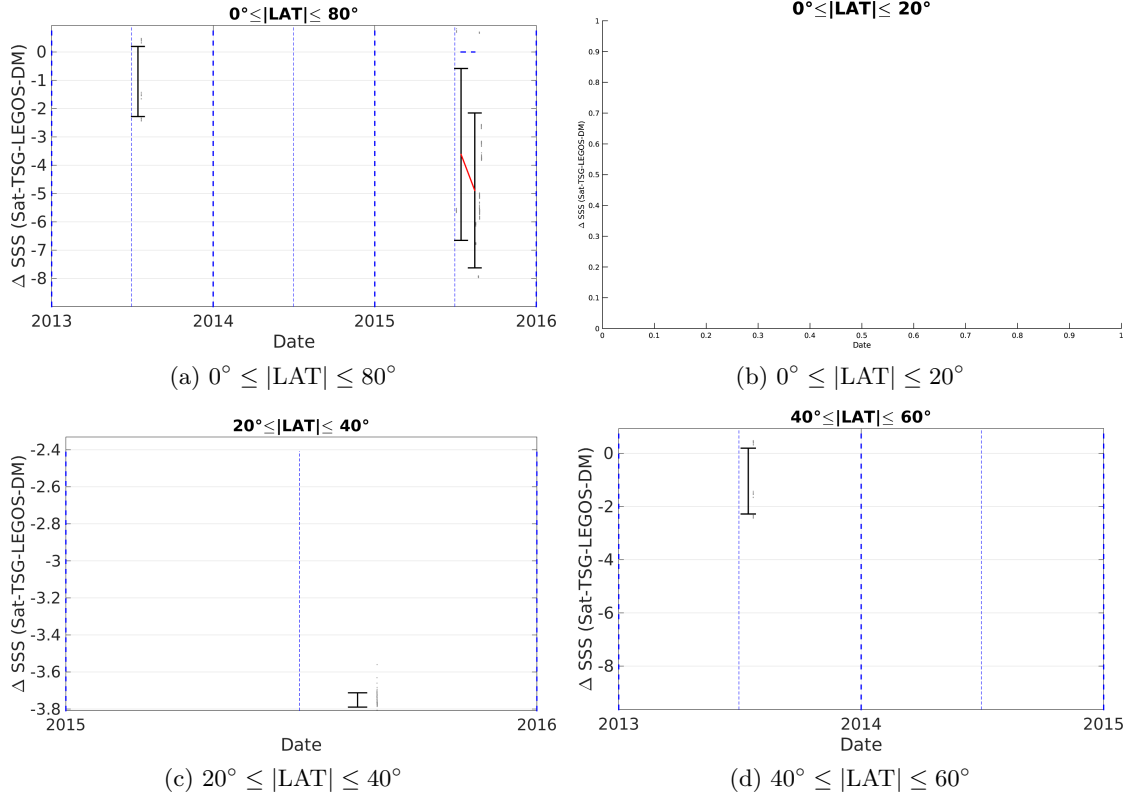 0°≤|LAT|≤ 80°
Δ SSS (Sat-TSG-LEGOS-DM)
0
-1
-2
-3
-4
-5
-6
-7
-8
2013 2014 2015 2016
Date
(a) 0° ≤ |LAT| ≤ 80°
0°≤|LAT|≤ 20°
Δ SSS (Sat-TSG-LEGOS-DM)
1
0.9
0.8
0.7
0.6
0.5
0.4
0.3
0.2
0.1
0
0 0.1 0.2 0.3 0.4 0.5 0.6 0.7 0.8 0.9 1
Date
(b) 0° ≤ |LAT| ≤ 20°
20°≤|LAT|≤ 40°
Δ SSS (Sat-TSG-LEGOS-DM)
-2.4
-2.6
-2.8
-3
-3.2
-3.4
-3.6
-3.8
2015 2016
Date
(c) 20° ≤ |LAT| ≤ 40°
40°≤|LAT|≤ 60°
Δ SSS (Sat-TSG-LEGOS-DM)
0
-2
-4
-6
-8
2013 2014 2015
Date
(d) 40° ≤ |LAT| ≤ 60°